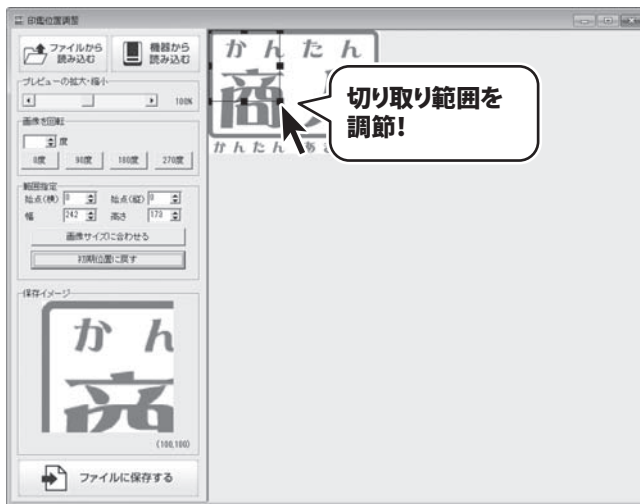 印鑑位置調整
ファイルから
読み込む
機器から
読み込む
プレビューの拡大・縮小
100%
画像を回転
度
0度 90度 180度 270度
範囲指定
始点(横) 0 始点(縦) 0
幅 242 高さ 173
画像サイズに合わせる
初期位置に戻す
保存イメージ
かん
商
(100,100)
ファイルに保存する
かんたん
商
かんたん あき
切り取り範囲を
調節!